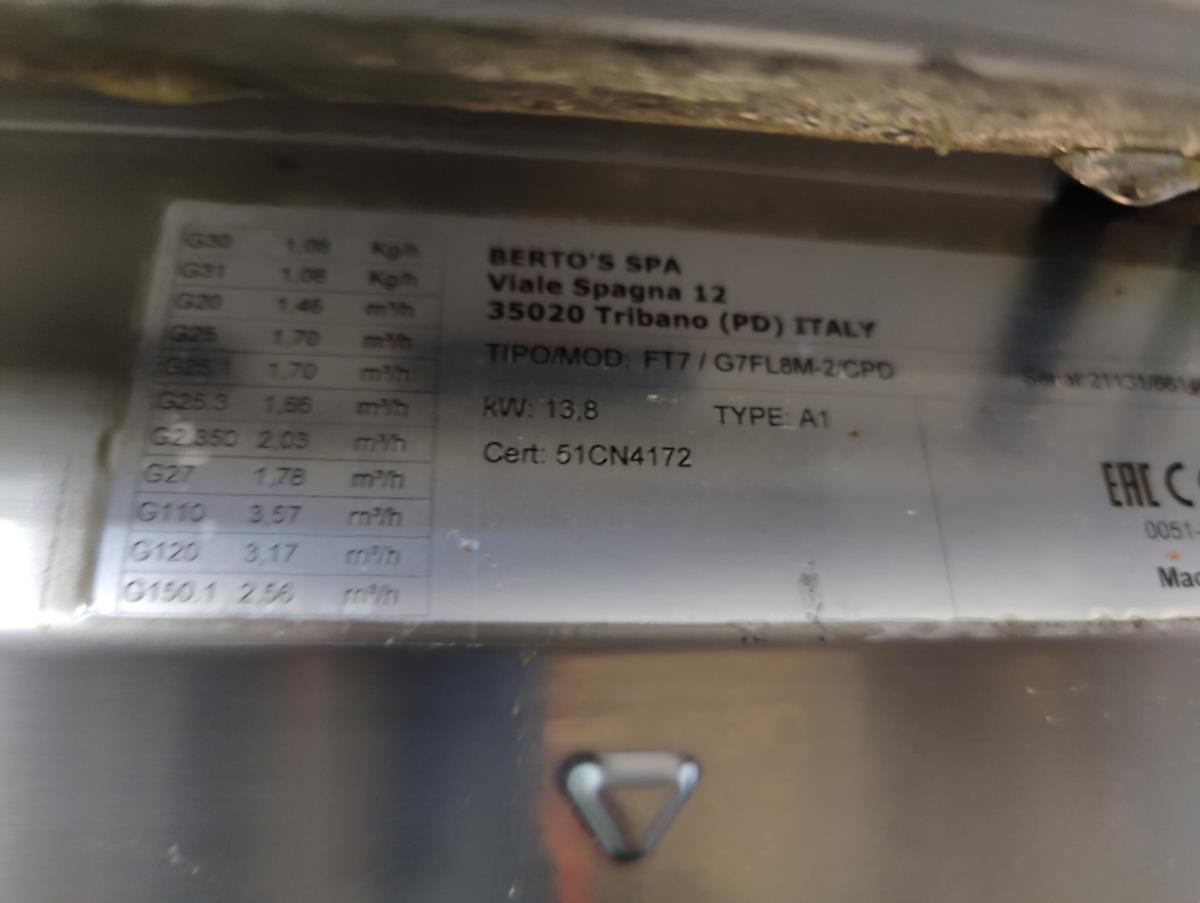 G30 1,08 Kg/h
G31 1,08 Kg/h
G20 1,46 m³/h
G25 1,70 m³/h
G25.1 1,70 m³/h
G25.3 1,66 m³/h
G2.350 2,03 m³/h
G27 1,78 m³/h
G110 3,57 m³/h
G120 3,17 m³/h
G150.1 2,56 m³/h
BERTO'S SPA
Viale Spagna 12
35020 Tribano (PD) ITALY
TIPO/MOD: FT7 / G7FL8M-2/CPD
kW: 13,8 TYPE: A1
Cert: 51CN4172
Serial:
EAC
0051-